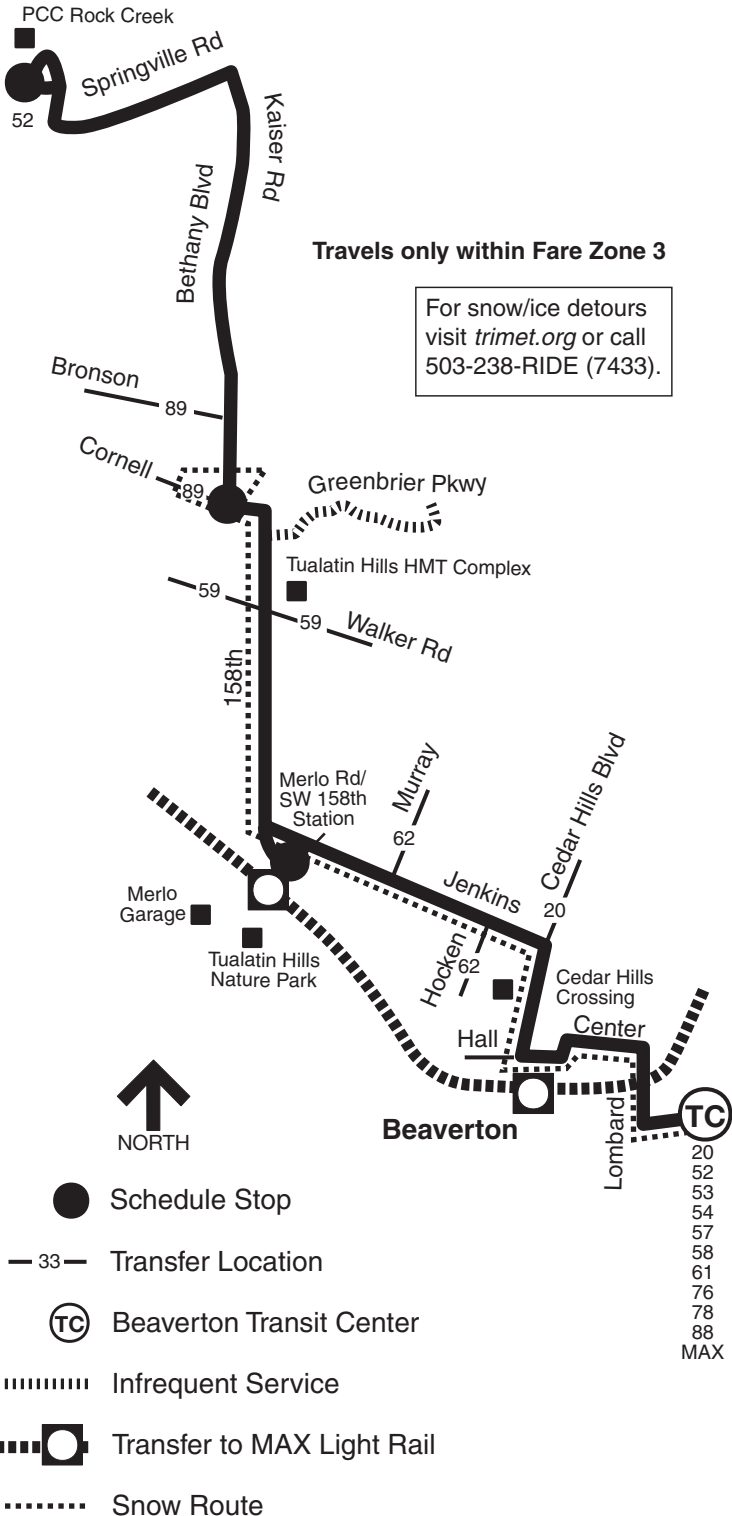 PCC Rock Creek
52
Springville Rd
Kaiser Rd
Bethany Blvd
Travels only within Fare Zone 3
For snow/ice detours
visit trimet.org or call
503-238-RIDE (7433).
Bronson
89
Cornell
89
Greenbrier Pkwy
Tualatin Hills HMT Complex
59
59
Walker Rd
158th
Merlo Rd/
SW 158th
Station
Murray
62
Cedar Hills Blvd
20
Jenkins
Merlo
Garage
Tualatin Hills
Nature Park
Hocken
62
Cedar Hills
Crossing
Hall
Center
NORTH
Beaverton
Lombard
TC
20
52
53
54
57
58
61
76
78
88
MAX
Schedule Stop
33
Transfer Location
TC
Beaverton Transit Center
Infrequent Service
Transfer to MAX Light Rail
Snow Route